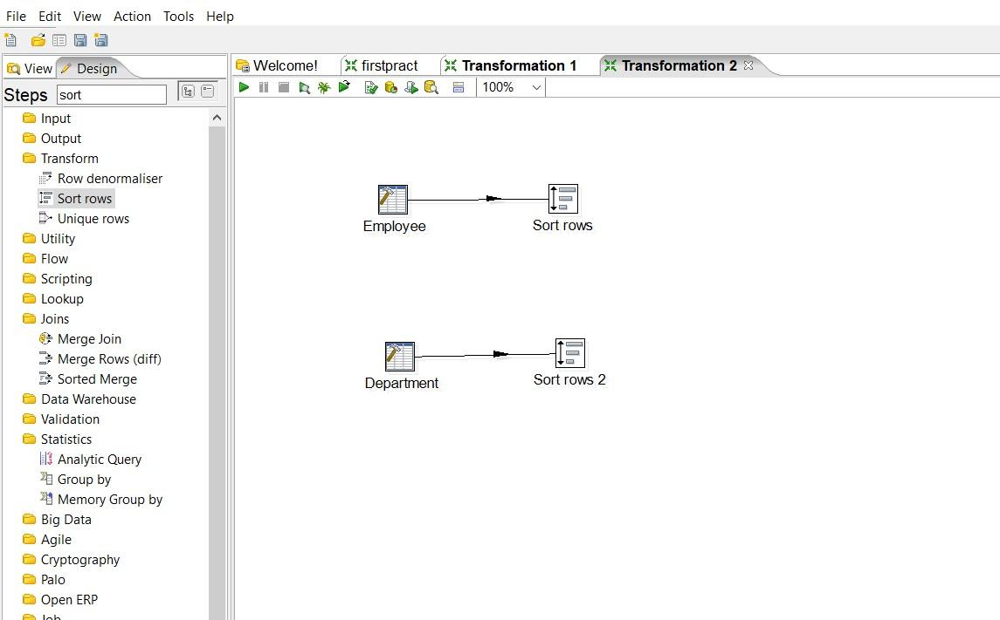 File Edit View Action Tools Help
View Design
Steps sort
Input
Output
Transform
Row denormaliser
Sort rows
Unique rows
Utility
Flow
Scripting
Lookup
Joins
Merge Join
Merge Rows (diff)
Sorted Merge
Data Warehouse
Validation
Statistics
Analytic Query
Group by
Memory Group by
Big Data
Agile
Cryptography
Palo
Open ERP
Job
Welcome! firstpract Transformation 1 Transformation 2
100%
Employee Sort rows
Department Sort rows 2